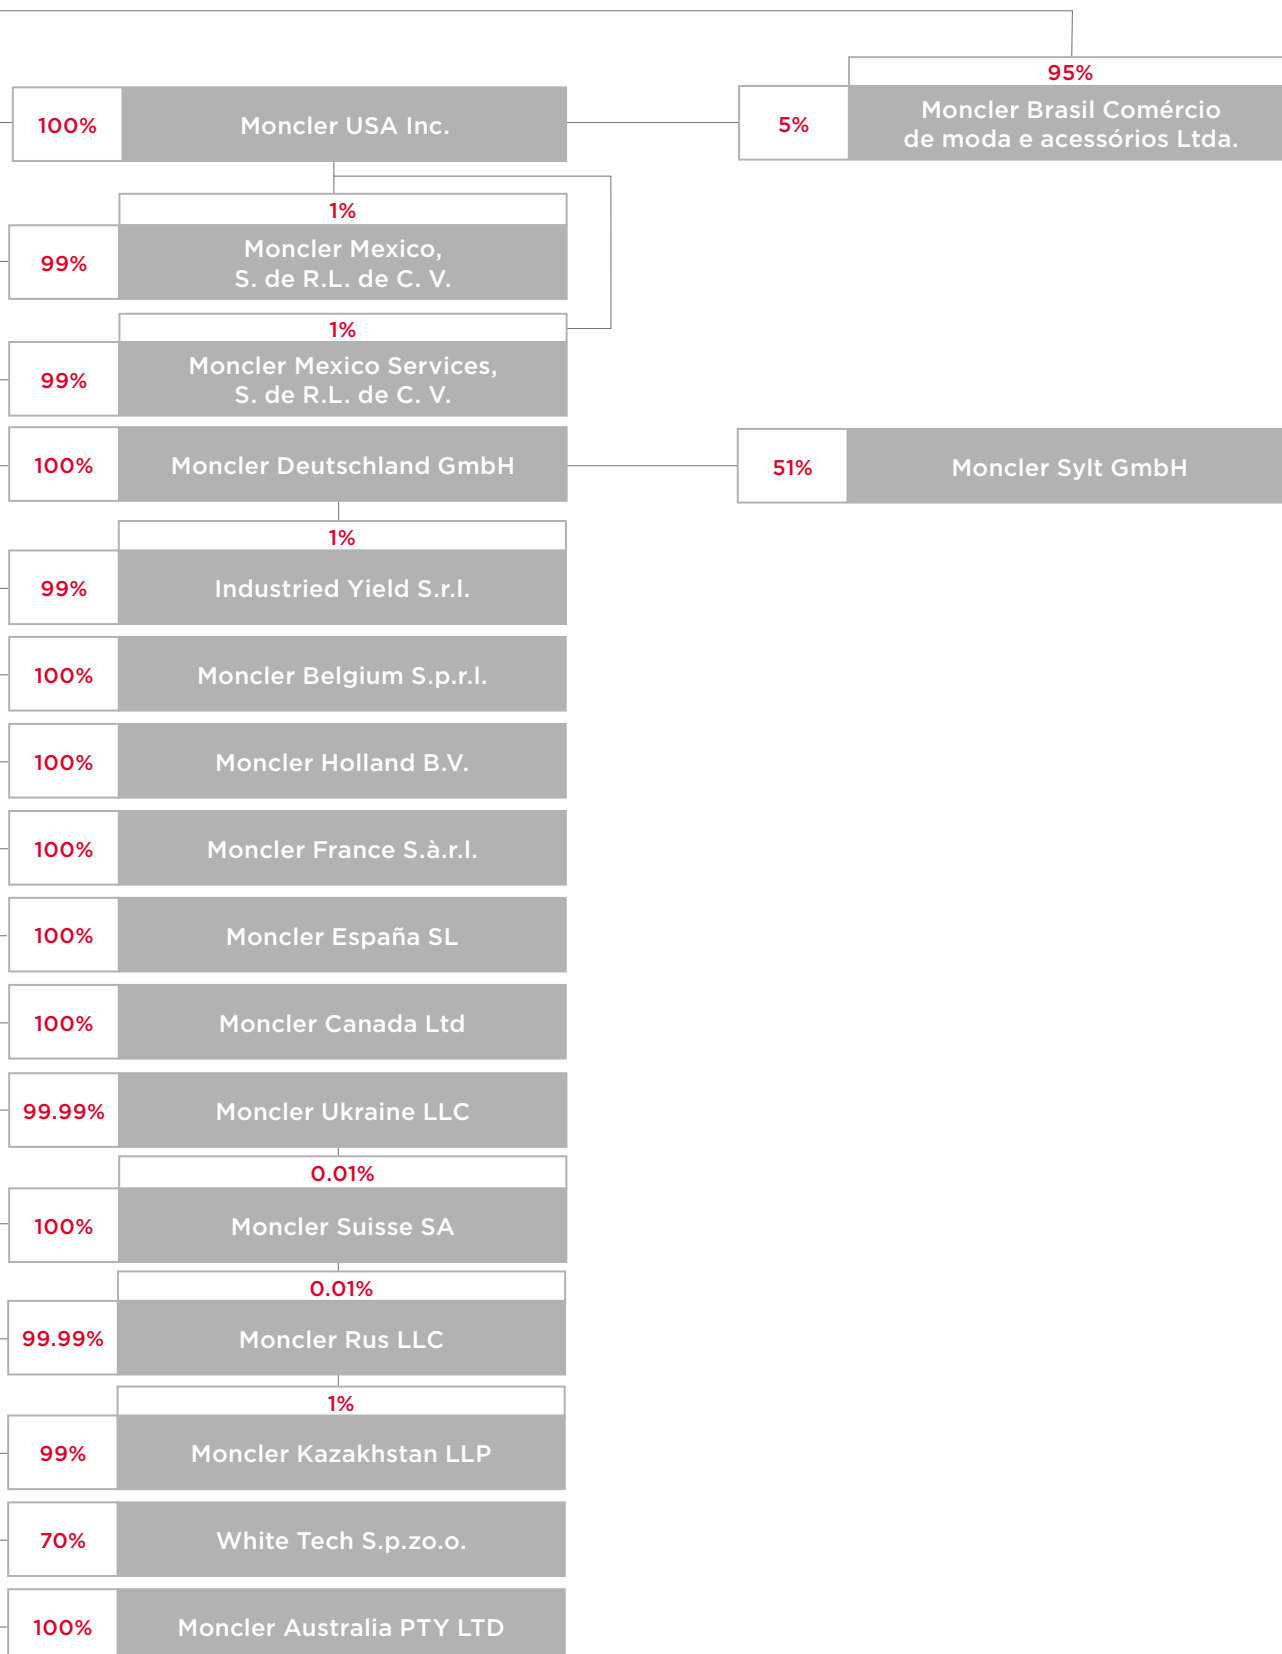 95%
100%
Moncler USA Inc.
5%
Moncler Brasil Comércio
de moda e acessórios Ltda.
1%
99%
Moncler Mexico,
S. de R.L. de C. V.
1%
99%
Moncler Mexico Services,
S. de R.L. de C. V.
100%
Moncler Deutschland GmbH
51%
Moncler Sylt GmbH
1%
99%
Industried Yield S.r.l.
100%
Moncler Belgium S.p.r.l.
100%
Moncler Holland B.V.
100%
Moncler France S.à.r.l.
100%
Moncler España SL
100%
Moncler Canada Ltd
99.99%
Moncler Ukraine LLC
0.01%
100%
Moncler Suisse SA
0.01%
99.99%
Moncler Rus LLC
1%
99%
Moncler Kazakhstan LLP
70%
White Tech S.p.zo.o.
100%
Moncler Australia PTY LTD